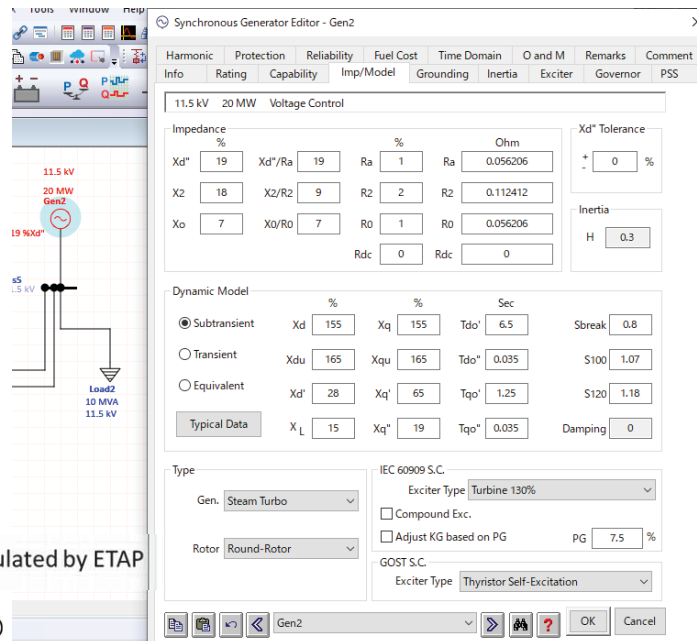 Tools Window Help
Synchronous Generator Editor - Gen2
Harmonic Protection Reliability Fuel Cost Time Domain O and M Remarks Comment
Info Rating Capability Imp/Model Grounding Inertia Exciter Governor PSS
11.5 kV 20 MW Voltage Control
Impedance
% % Ohm
Xd" 19 Xd"/Ra 19 Ra 1 Ra 0.056206
X2 18 X2/R2 9 R2 2 R2 0.112412
Xo 7 X0/R0 7 R0 1 R0 0.056206
Rdc 0 Rdc 0
Xd" Tolerance
+
- 0 %
Inertia
H 0.3
Dynamic Model
% % Sec
Subtransient Xd 155 Xq 155 Tdo' 6.5 Sbreak 0.8
Transient Xdu 165 Xqu 165 Tdo" 0.035 S100 1.07
Equivalent Xd' 28 Xq' 65 Tqo' 1.25 S120 1.18
Typical Data XL 15 Xq" 19 Tqo" 0.035 Damping 0
Type
Gen. Steam Turbo
Rotor Round-Rotor
IEC 60909 S.C.
Exciter Type Turbine 130%
Compound Exc.
Adjust KG based on PG PG 7.5 %
GOST S.C.
Exciter Type Thyristor Self-Excitation
Gen2 ? OK Cancel
P Q P Q
11.5 kV
20 MW
Gen2
19 %Xd"
s5
.5 kV
Load2
10 MVA
11.5 kV
ulated by ETAP
)